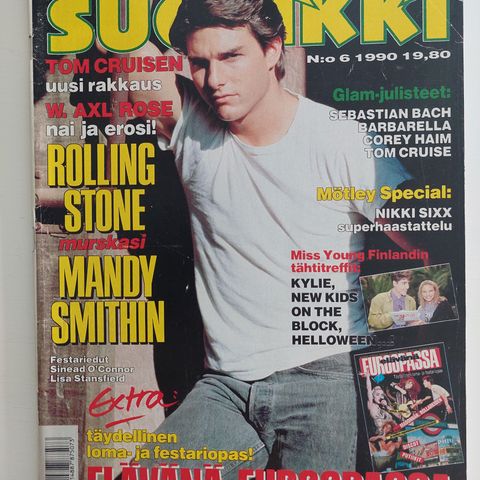 SUOSIKKI
TOM CRUISEN
uusi rakkaus
W. AXL ROSE
nai ja erosi!
ROLLING
STONE
murskasi
MANDY
SMITHIN
Festariedut
Sinead O'Connor
Lisa Stansfield
Extra:
täydellinen
loma- ja festariopas!
ELÄVÄNÄ EUROOPASSA
N:o 6 1990 19,80
Glam-julisteet:
SEBASTIAN BACH
BARBARELLA
COREY HAIM
TOM CRUISE
Mötley Special:
NIKKI SIXX
superhaastattelu
Miss Young Finlandin
tähtitreffit:
KYLIE,
NEW KIDS
ON THE
BLOCK,
HELLOWEEN...
EUROOPASSA